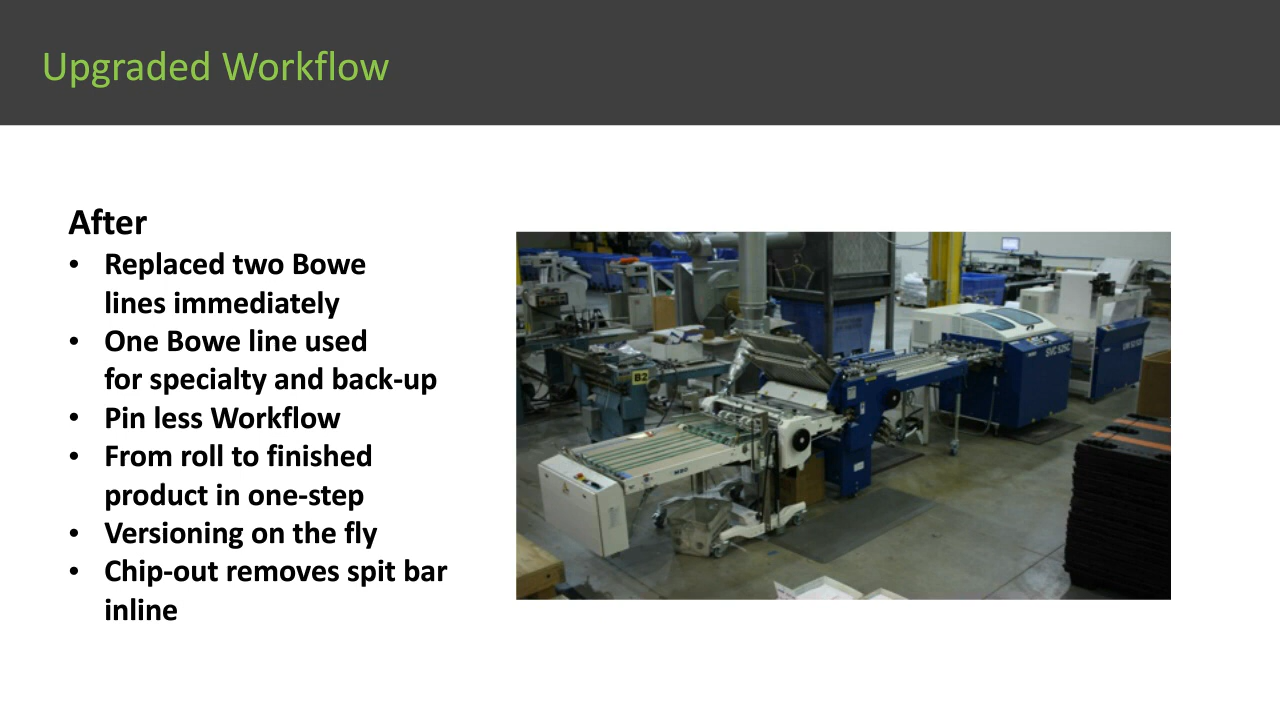 Upgraded Workflow
After
• Replaced two Bowe
lines immediately
• One Bowe line used
for specialty and back-up
• Pin less Workflow
• From roll to finished
product in one-step
• Versioning on the fly
• Chip-out removes spit bar
inline
B2